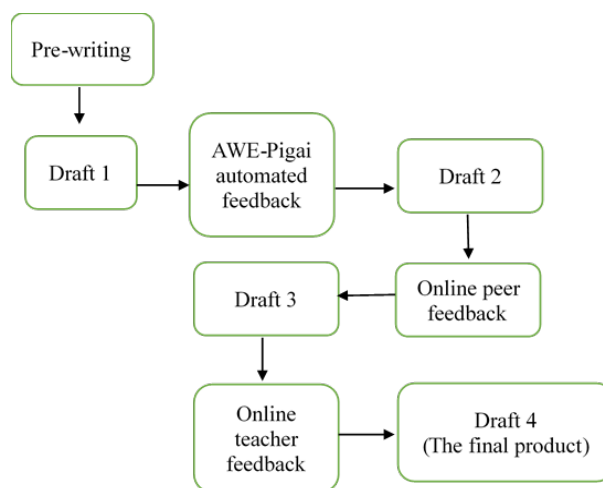 Pre-writing
Draft 1
AWE-Pigai
automated
feedback
Draft 2
Online peer
feedback
Draft 3
Online
teacher
feedback
Draft 4
(The final product)